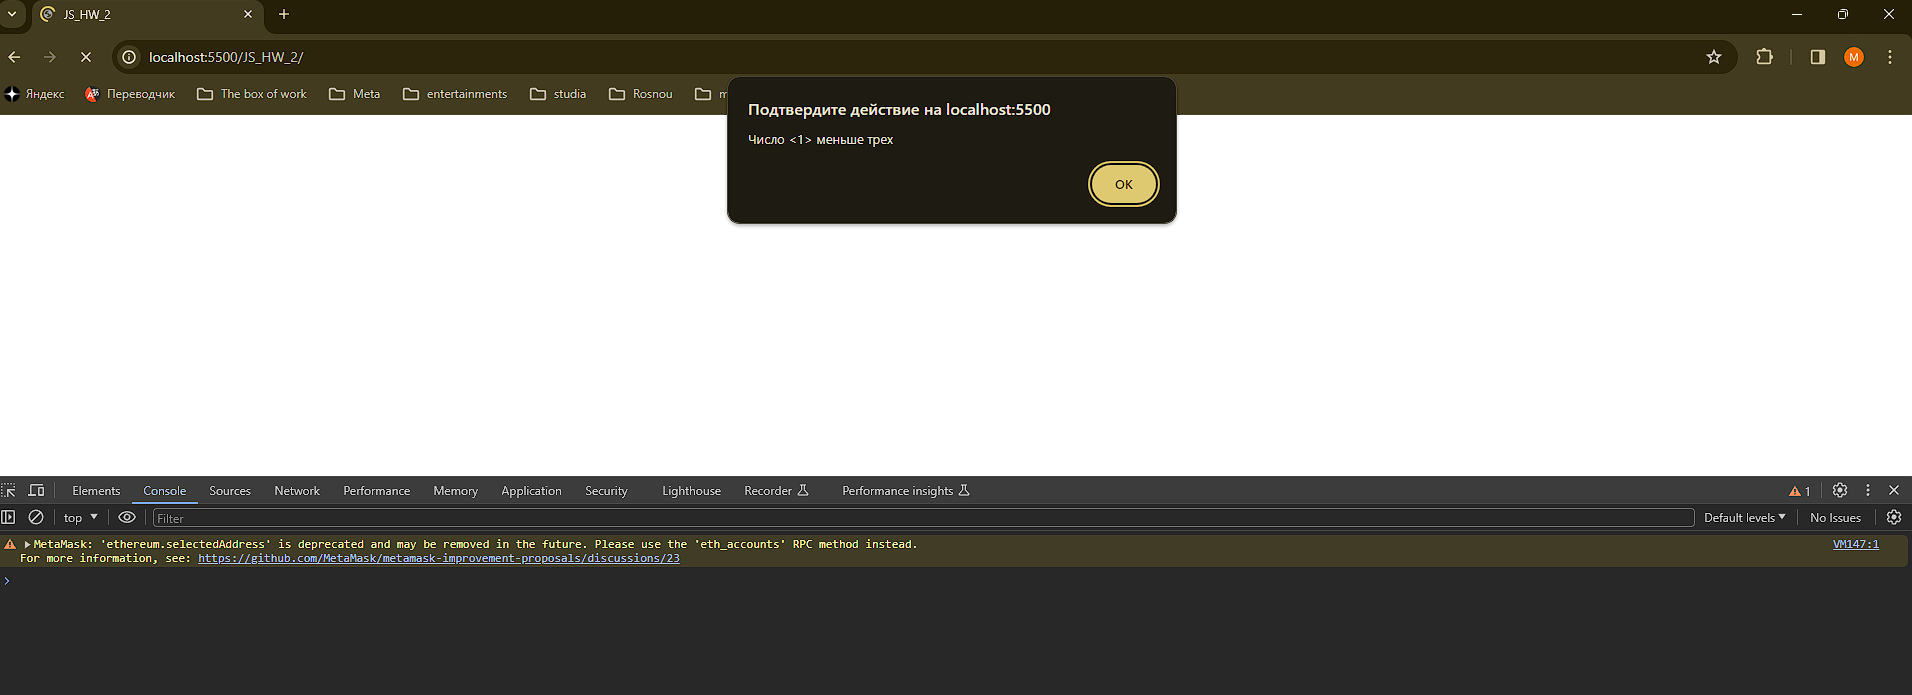 JS_HW_2
localhost:5500/JS_HW_2/
M
Яндекс Переводчик The box of work Meta entertainments studia Rosnou
Подтвердите действие на localhost:5500
Число <1> меньше трех
OK
Elements Console Sources Network Performance Memory Application Security Lighthouse Recorder Performance insights 1
top Filter Default levels No Issues
MetaMask: 'ethereum.selectedAddress' is deprecated and may be removed in the future. Please use the 'eth_accounts' RPC method instead. VM147:1
For more information, see: https://github.com/MetaMask/metamask-improvement-proposals/discussions/23